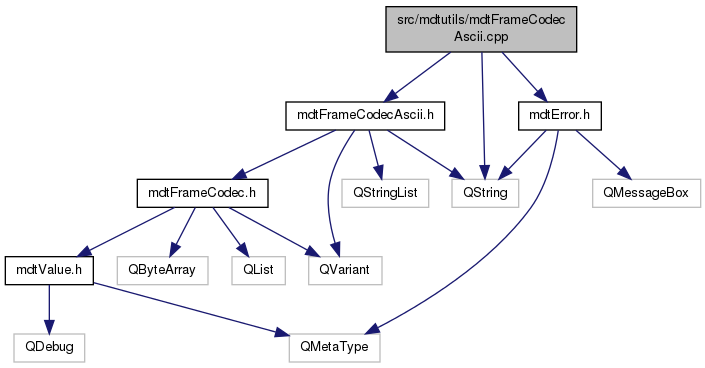 src/mdtutils/mdtFrameCodec
Ascii.cpp
mdtFrameCodecAscii.h
mdtError.h
mdtFrameCodec.h
QStringList
QString
QMessageBox
mdtValue.h
QByteArray
QList
QVariant
QDebug
QMetaType